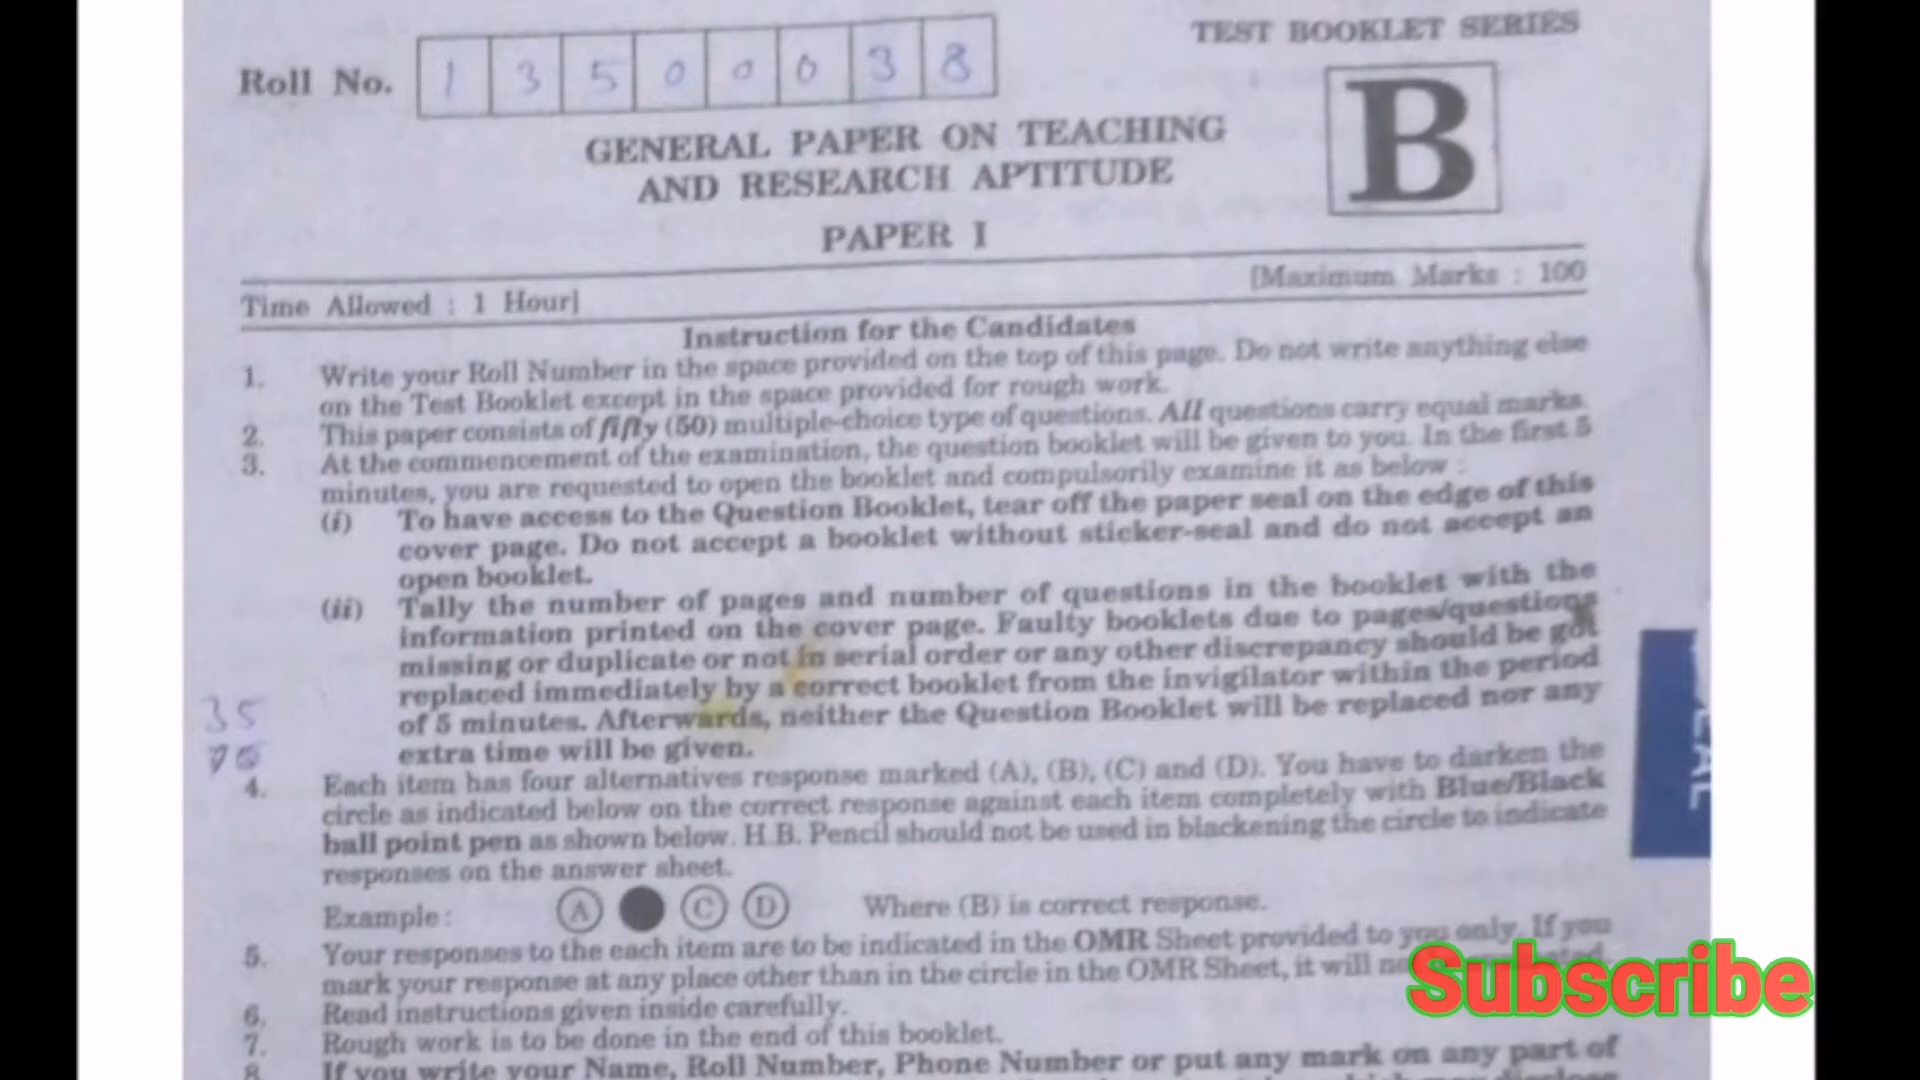 TEST BOOKLET SERIES
Roll No. 1 3 5 0 0 0 3 8
B
GENERAL PAPER ON TEACHING
AND RESEARCH APTITUDE
PAPER I
Time Allowed : 1 Hour]
[Maximum Marks : 100
Instruction for the Candidates
1. Write your Roll Number in the space provided on the top of this page. Do not write anything else
on the Test Booklet except in the space provided for rough work.
2. This paper consists of fifty (50) multiple-choice type of questions. All questions carry equal marks.
3. At the commencement of the examination, the question booklet will be given to you. In the first 5
minutes, you are requested to open the booklet and compulsorily examine it as below :
(i) To have access to the Question Booklet, tear off the paper seal on the edge of this
cover page. Do not accept a booklet without sticker-seal and do not accept an
open booklet.
(ii) Tally the number of pages and number of questions in the booklet with the
information printed on the cover page. Faulty booklets due to pages/questions
missing or duplicate or not in serial order or any other discrepancy should be got
replaced immediately by a correct booklet from the invigilator within the period
of 5 minutes. Afterwards, neither the Question Booklet will be replaced nor any
extra time will be given.
35
70
4. Each item has four alternatives response marked (A), (B), (C) and (D). You have to darken the
circle as indicated below on the correct response against each item completely with Blue/Black
ball point pen as shown below. H.B. Pencil should not be used in blackening the circle to indicate
responses on the answer sheet.
Example : A C D Where (B) is correct response.
5. Your responses to the each item are to be indicated in the OMR Sheet provided to you only. If you
mark your response at any place other than in the circle in the OMR Sheet, it will
6. Read instructions given inside carefully.
7. Rough work is to be done in the end of this booklet.
8. If you write your Name, Roll Number, Phone Number or put any mark on any part of
EAL
Subscribe